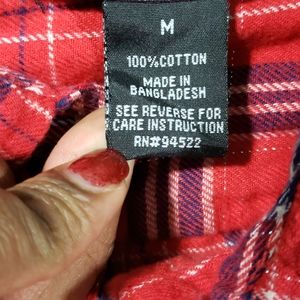 M
100%COTTON
MADE IN
BANGLADESH
SEE REVERSE FOR
CARE INSTRUCTION
RN#94522